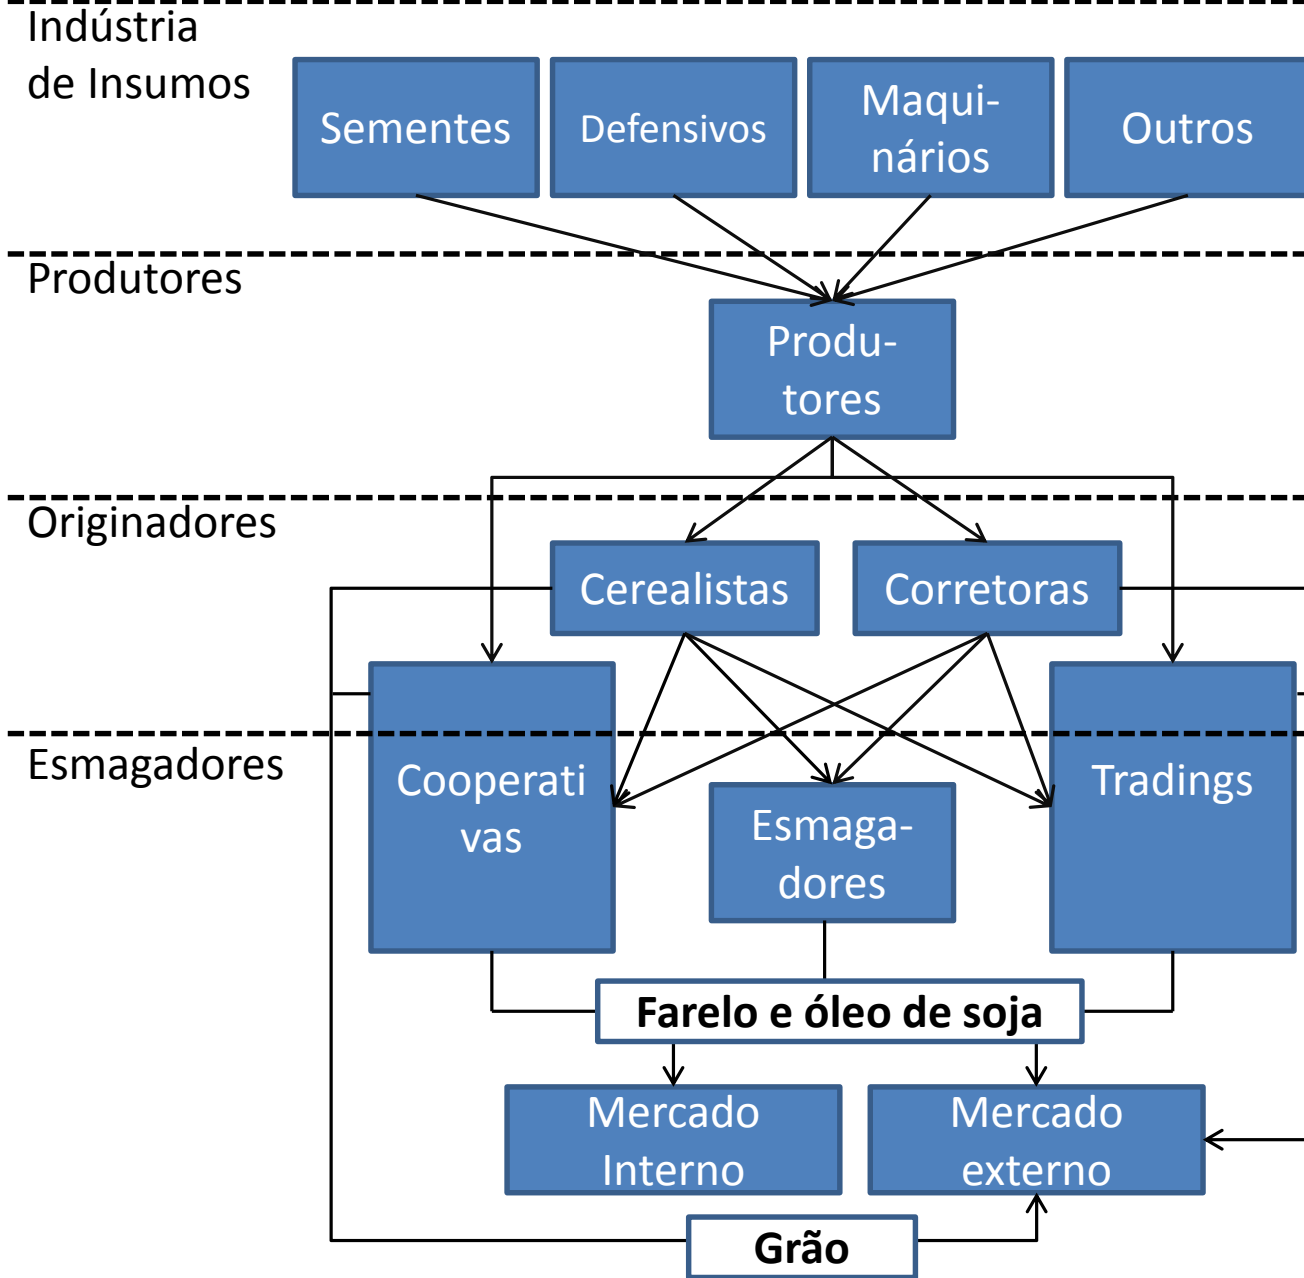 Indústria
de Insumos
Sementes
Defensivos
Maqui-
nários
Outros
Produtores
Produ-
tores
Originadores
Cerealistas
Corretoras
Esmagadores
Cooperati
vas
Esmaga-
dores
Tradings
Farelo e óleo de soja
Mercado
Interno
Mercado
externo
Grão